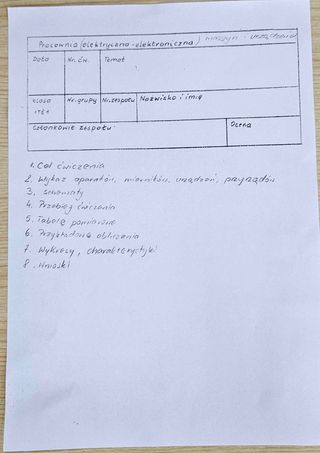 Pracownia (elektryczno-elektroniczna) maszyn i urządzeń
Data Nr. ćw. Temat
Klasa Nr.grupy Nr.zespołu Nazwisko i imię
Członkowie zespołu: Ocena
1. Cel ćwiczenia
2. Wykaz aparatów, mierników, urządzeń, przyrządów
3. Schematy
4. Przebieg ćwiczenia
5. Tabele pomiarowe
6. Przykładowe obliczenia
7. Wykresy, charakterystyki
8. Wnioski